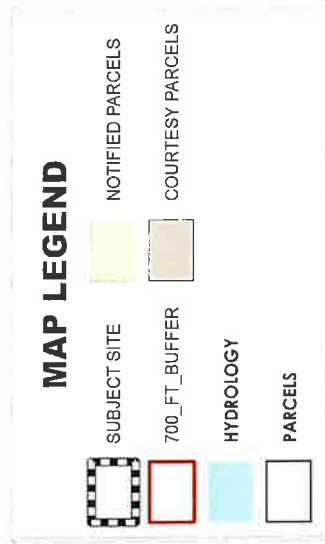 MAP LEGEND
SUBJECT SITE
NOTIFIED PARCELS
700_FT_BUFFER
COURTESY PARCELS
HYDROLOGY
PARCELS